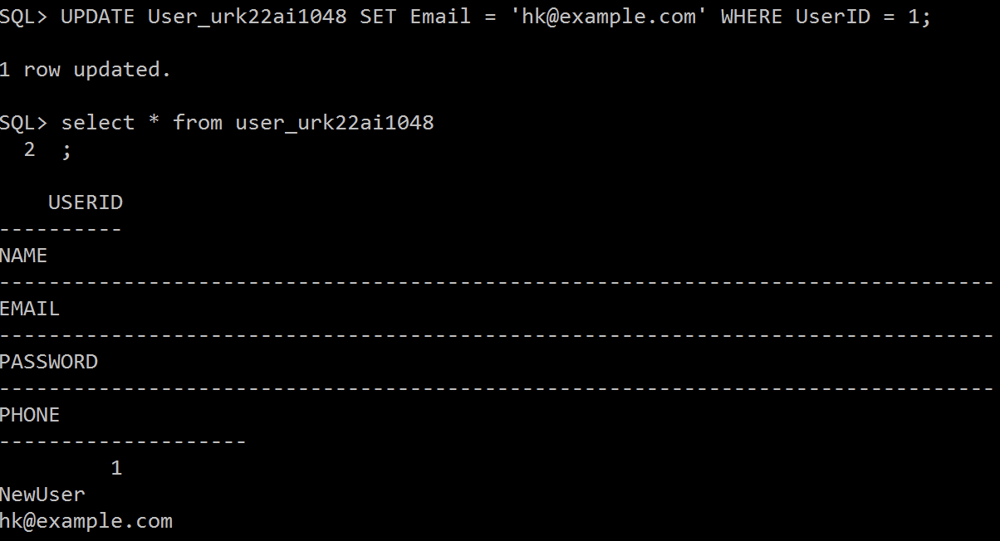 SQL> UPDATE User_urk22ai1048 SET Email = 'hk@example.com' WHERE UserID = 1;
1 row updated.
SQL> select * from user_urk22ai1048
  2  ;
    USERID
----------
NAME
--------------------------------------------------------------------------------
EMAIL
--------------------------------------------------------------------------------
PASSWORD
--------------------------------------------------------------------------------
PHONE
--------------------
         1
NewUser
hk@example.com